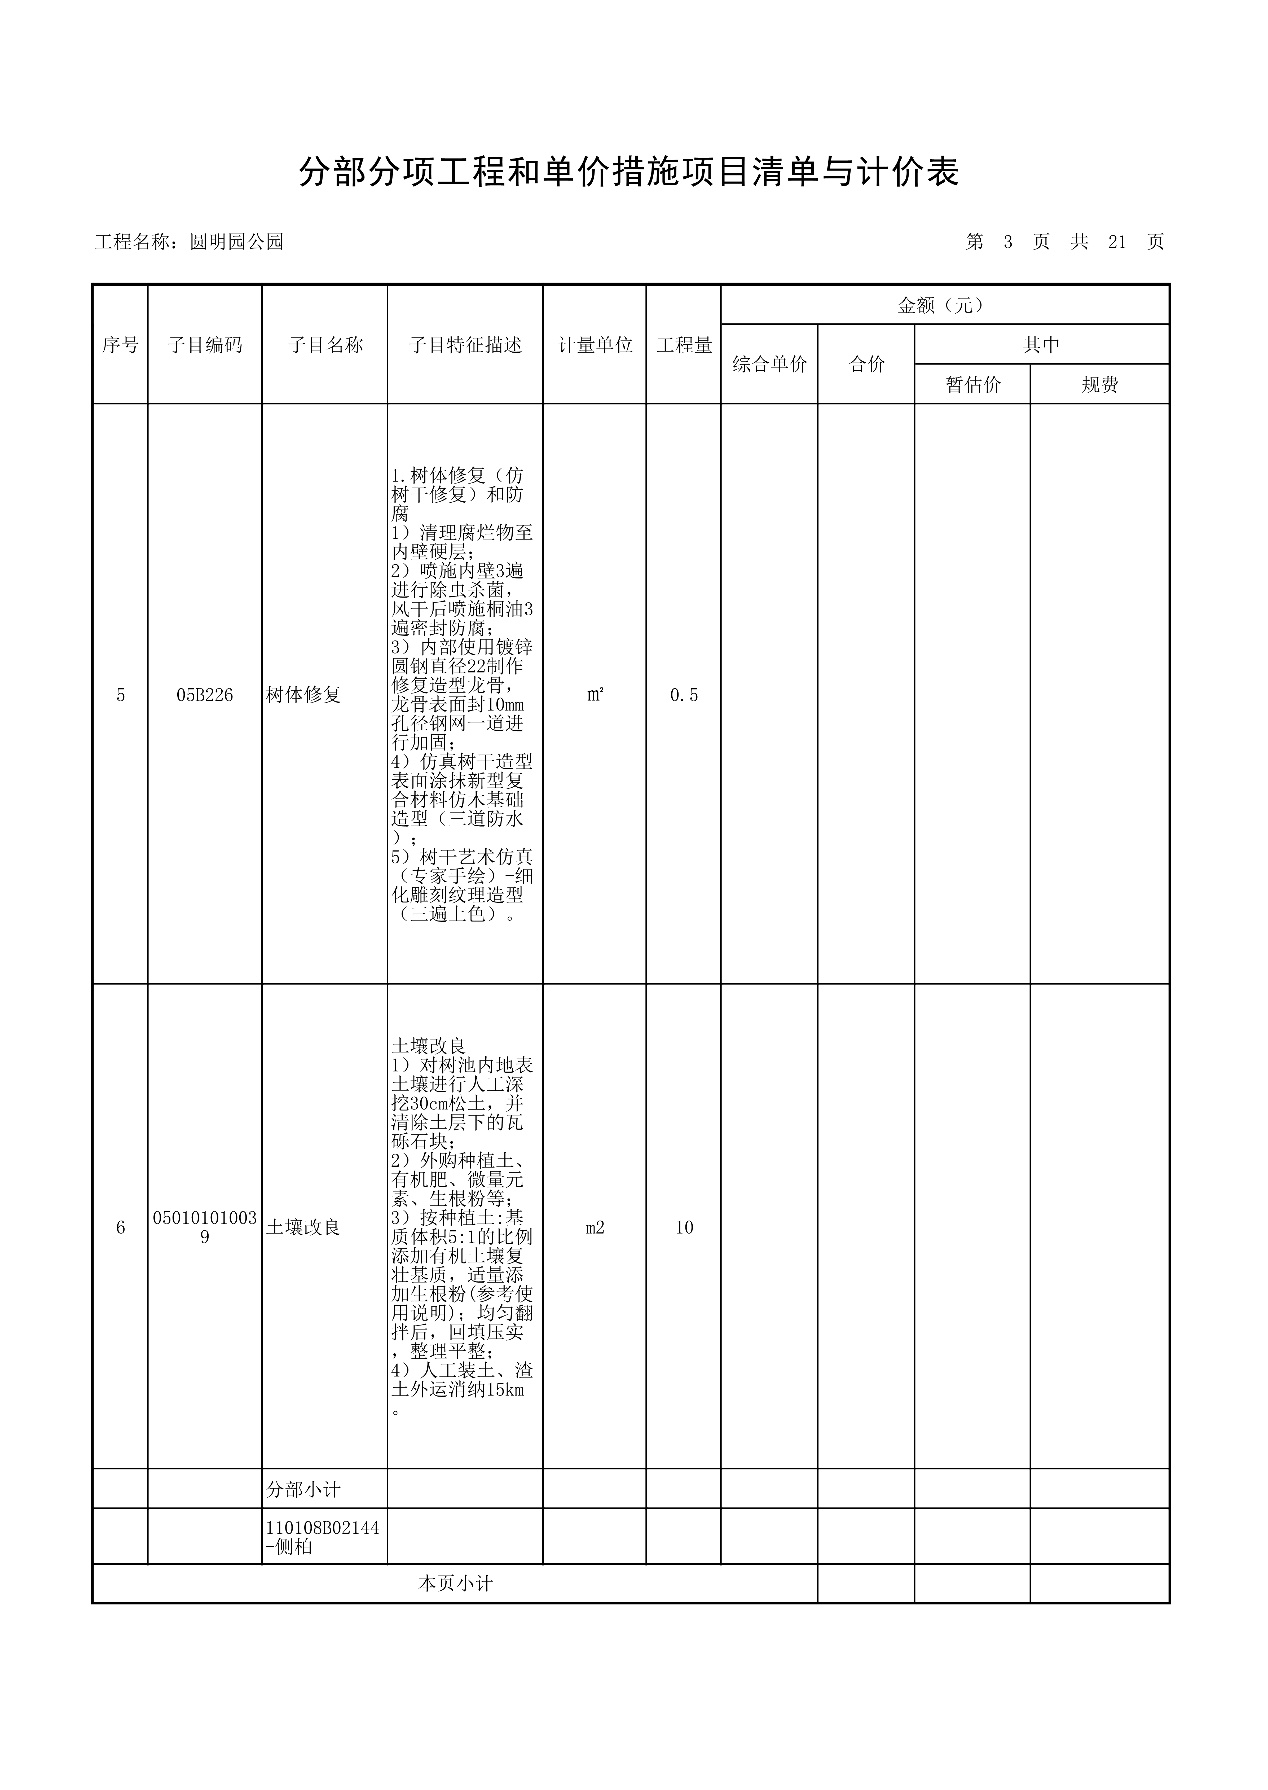 分部分项工程和单价措施项目清单与计价表
工程名称：圆明园公园
第 3 页 共 21 页
序号
子目编码
子目名称
子目特征描述
计量单位
工程量
金额（元）
综合单价
合价
其中
暂估价
规费
5
05B226
树体修复
1.树体修复（仿
树干修复）和防
腐
1）清理腐烂物至
内壁硬层；
2）喷施内壁3遍
进行除虫杀菌，
风干后喷施桐油3
遍密封防腐；
3）内部使用镀锌
圆钢直径22制作
修复造型龙骨，
龙骨表面封10mm
孔径钢网一道进
行加固；
4）仿真树干造型
表面涂抹新型复
合材料仿木基础
造型（三道防水
）；
5）树干艺术仿真
（专家手绘）-细
化雕刻纹理造型
（三遍上色）。
m²
0.5
6
05010101003
9
土壤改良
土壤改良
1）对树池内地表
土壤进行人工深
挖30cm松土，并
清除土层下的瓦
砾石块；
2）外购种植土、
有机肥、微量元
素、生根粉等；
3）按种植土:基
质体积5:1的比例
添加有机土壤复
壮基质，适量添
加生根粉(参考使
用说明)；均匀翻
拌后，回填压实
，整理平整；
4）人工装土、渣
土外运消纳15km
。
m2
10
分部小计
110108B02144
-侧柏
本页小计